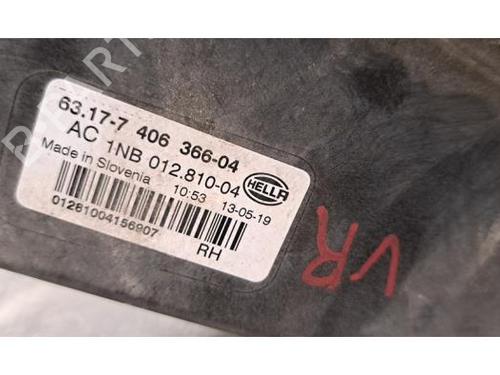 63.17-7 406 366-04
AC 1NB 012.810-04
Made in Slovenia 10:53 13-05-19
HELLA
01281004156907
RH
VR